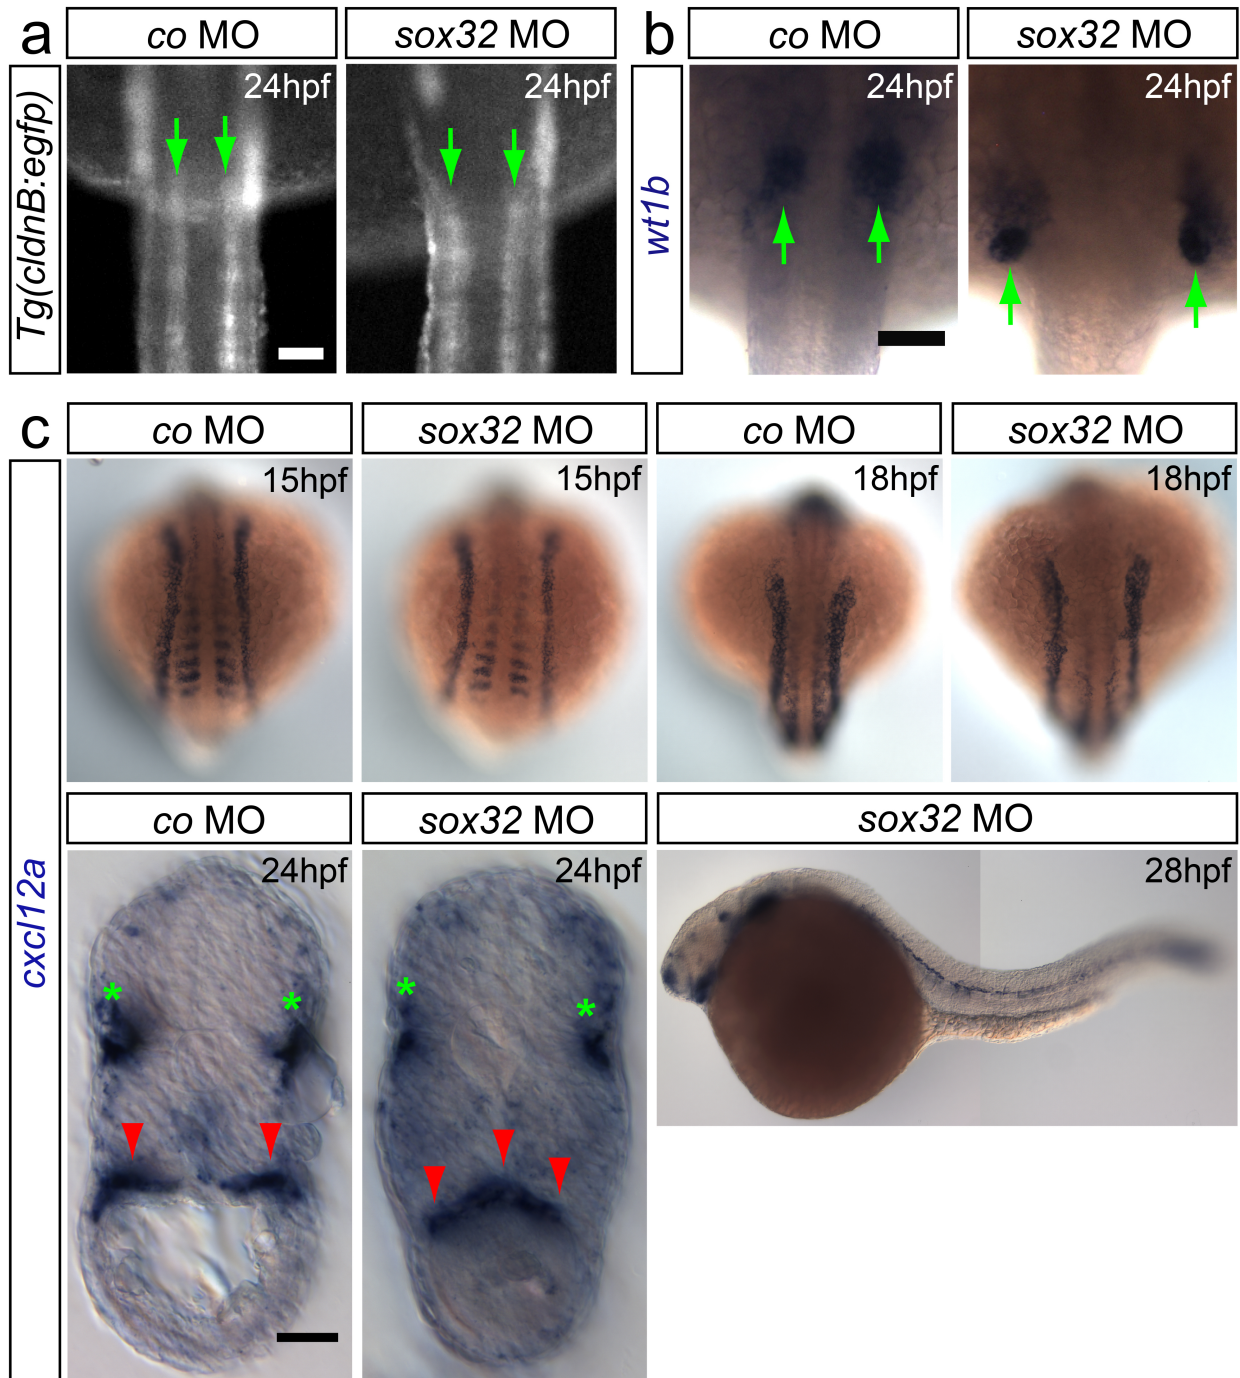 a
co MO
sox32 MO
Tg(cldnB:egfp)
24hpf
24hpf
b
co MO
sox32 MO
wt1b
24hpf
24hpf
c
co MO
sox32 MO
co MO
sox32 MO
cxcl12a
15hpf
15hpf
18hpf
18hpf
co MO
sox32 MO
sox32 MO
24hpf
24hpf
28hpf
*
*
*
*